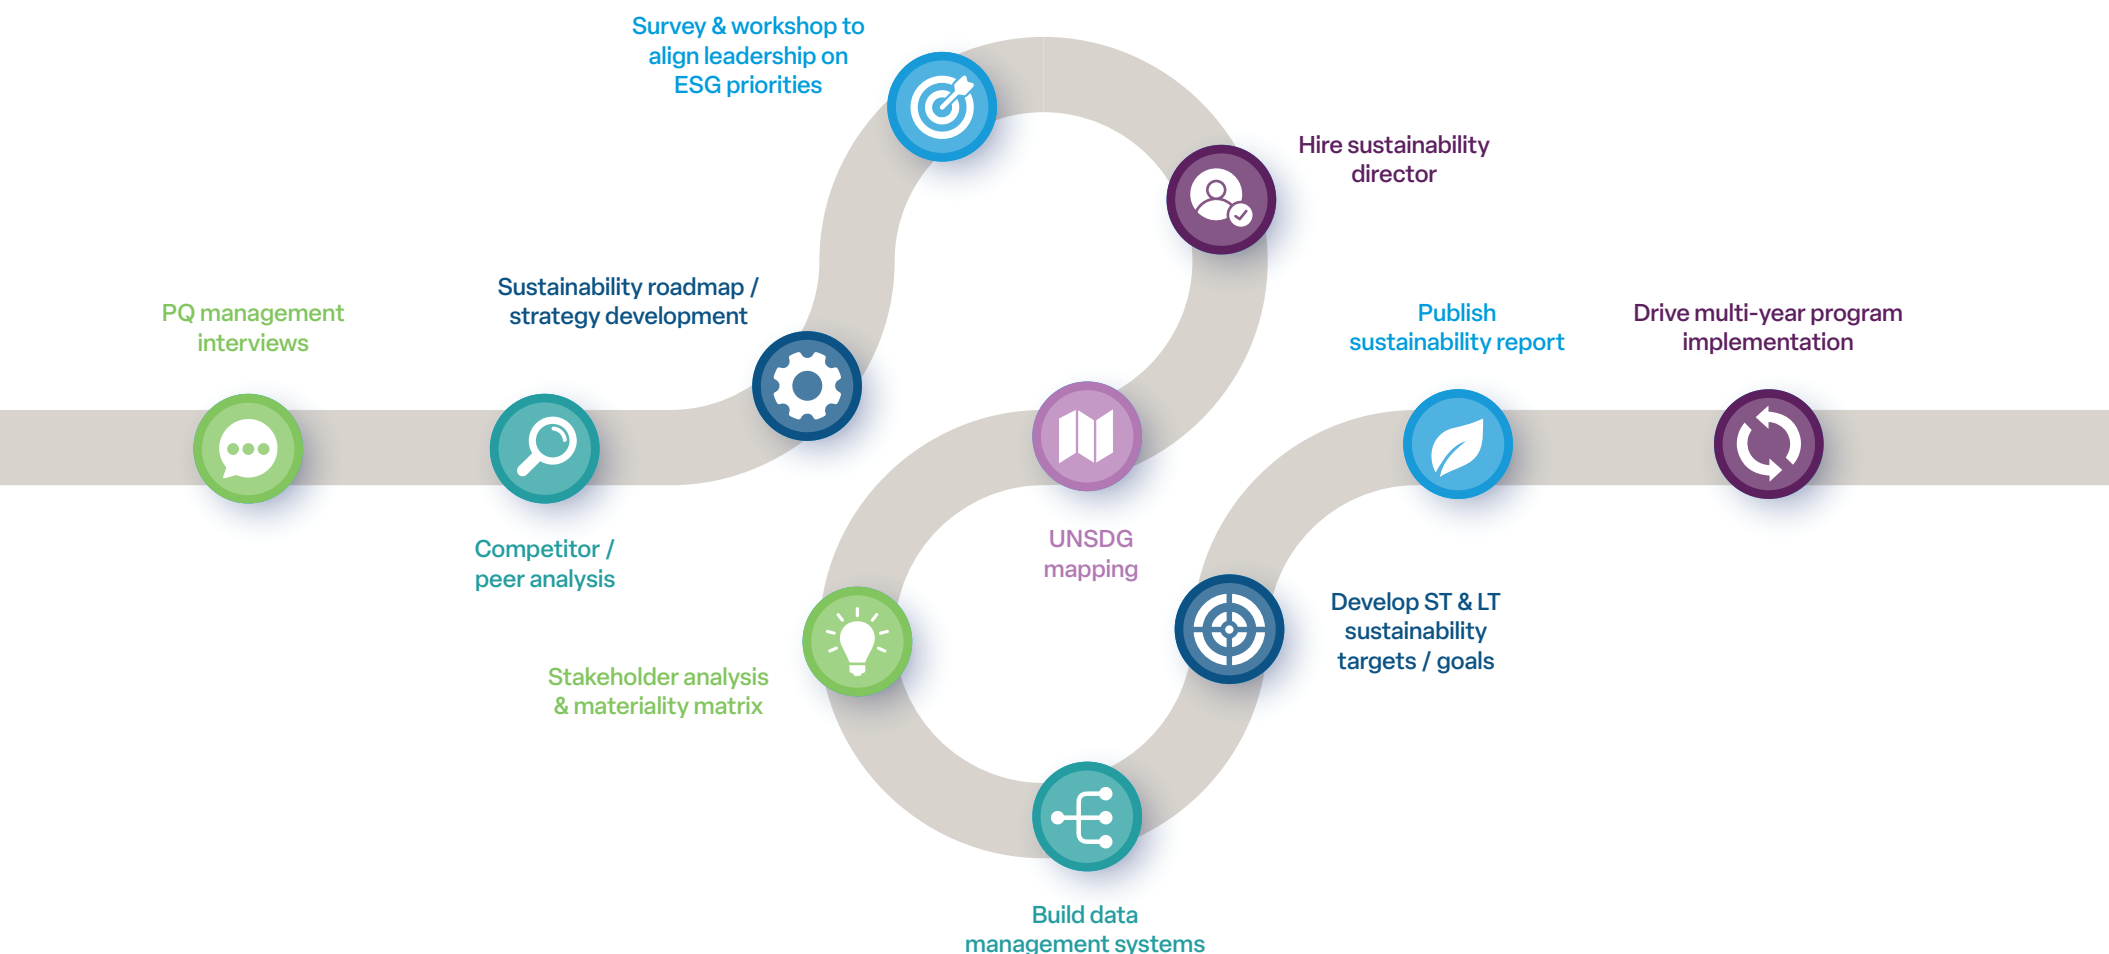 Survey & workshop to
align leadership on
ESG priorities
Hire sustainability
director
Sustainability roadmap /
strategy development
PQ management
interviews
Publish
sustainability report
Drive multi-year program
implementation
Competitor /
peer analysis
UNSDG
mapping
Develop ST & LT
sustainability
targets / goals
Stakeholder analysis
& materiality matrix
Build data
management systems